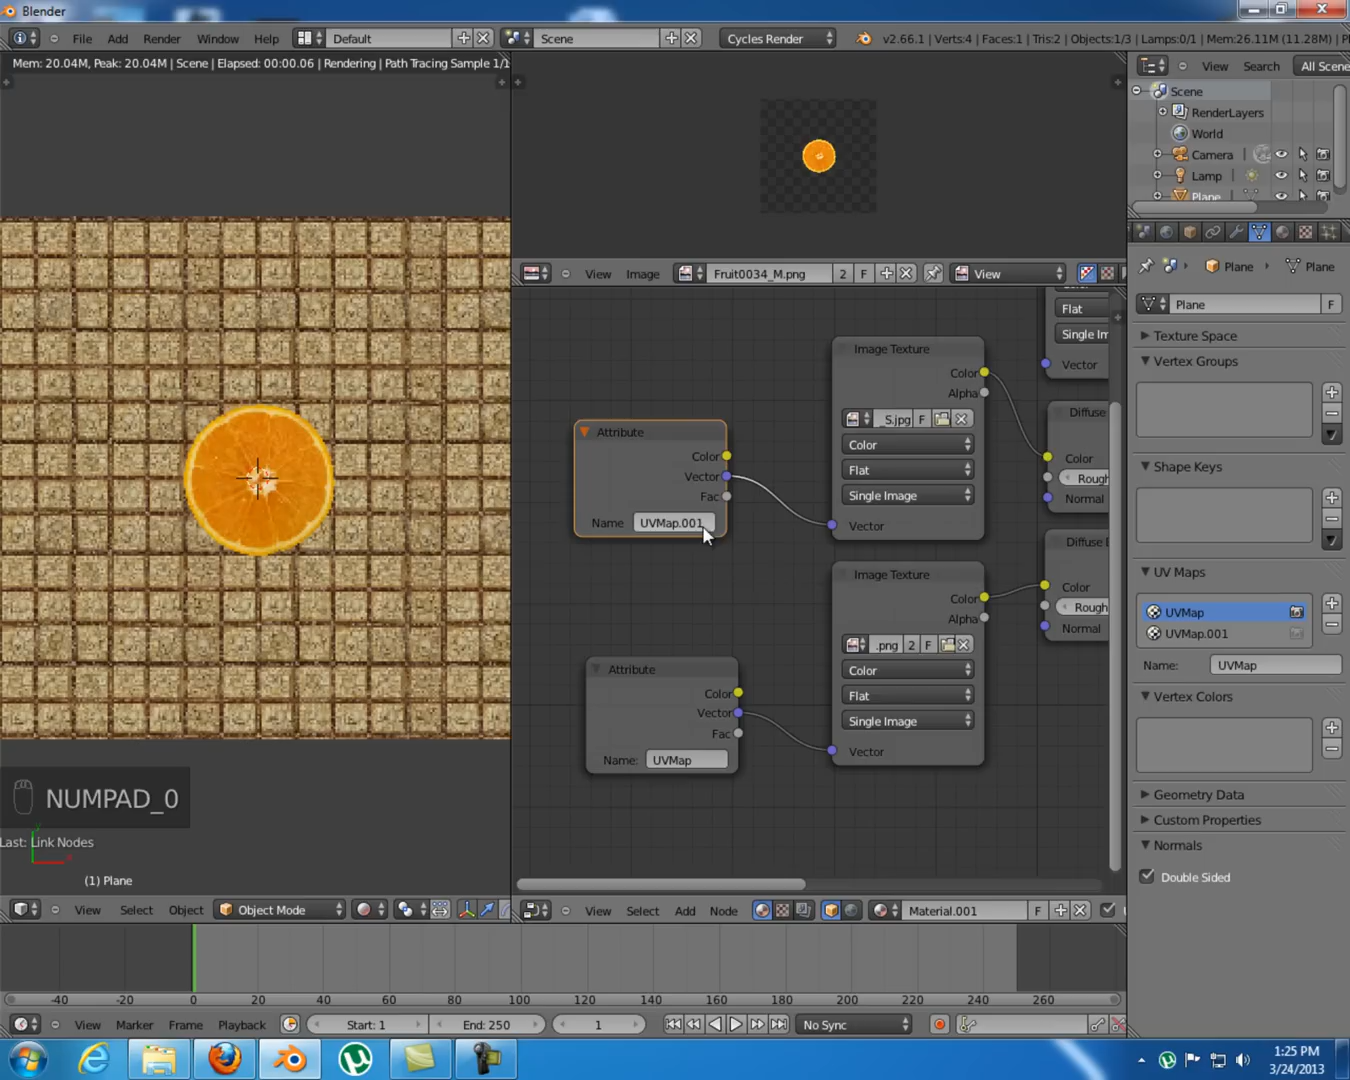 Blender
File Add Render Window Help
Default
Scene
Cycles Render
v2.66.1 | Verts:4 | Faces:1 | Tris:2 | Objects:1/3 | Lamps:0/1 | Mem:26.11M (11.28M) | Pl
Mem: 20.04M, Peak: 20.04M | Scene | Elapsed: 00:00.06 | Rendering | Path Tracing Sample 1/1
View Search All Scene
Scene
RenderLayers
World
Camera
Lamp
Plane
View Image
Fruit0034_M.png
2 F
View
Plane
Plane
Plane
F
Texture Space
Vertex Groups
Shape Keys
UV Maps
UVMap
UVMap.001
Name: UVMap
Vertex Colors
Geometry Data
Custom Properties
Normals
Double Sided
Flat
Single Im
Vector
Image Texture
Color
Alpha
_S.jpg F
Color
Flat
Single Image
Vector
Diffuse
Color
Rough
Normal
Attribute
Color
Vector
Fac
Name UVMap.001
Image Texture
Color
Alpha
.png 2 F
Color
Flat
Single Image
Vector
Diffuse
Color
Rough
Normal
Attribute
Color
Vector
Fac
Name: UVMap
NUMPAD_0
Last: Link Nodes
(1) Plane
View Select Object
Object Mode
View Select Add Node
Material.001
F
-40 -20 0 20 40 60 80 100 120 140 160 180 200 220 240 260
View Marker Frame Playback
Start: 1
End: 250
1
No Sync
1:25 PM
3/24/2013